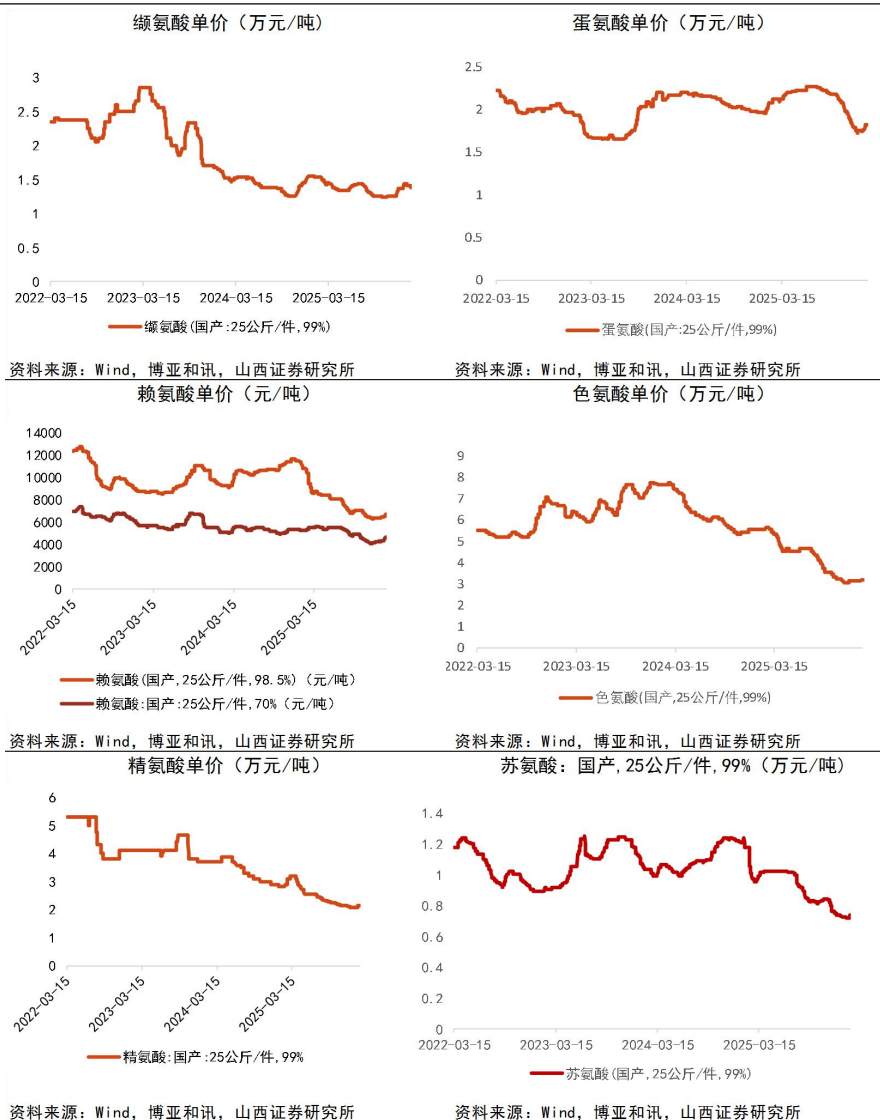 缬氨酸单价（万元/吨）
3
2.5
2
1.5
1
0.5
0
2022-03-15 2023-03-15 2024-03-15 2025-03-15
缬氨酸(国产:25公斤/件,99%)
资料来源：Wind，博亚和讯，山西证券研究所
蛋氨酸单价（万元/吨）
2.5
2
1.5
1
0.5
0
2022-03-15 2023-03-15 2024-03-15 2025-03-15
蛋氨酸(国产:25公斤/件,99%)
资料来源：Wind，博亚和讯，山西证券研究所
赖氨酸单价（元/吨）
14000
12000
10000
8000
6000
4000
2000
0
2022-03-15 2023-03-15 2024-03-15 2025-03-15
赖氨酸(国产,25公斤/件,98.5%)（元/吨）
赖氨酸:国产:25公斤/件,70%（元/吨）
资料来源：Wind，博亚和讯，山西证券研究所
色氨酸单价（万元/吨）
9
8
7
6
5
4
3
2
1
0
2022-03-15 2023-03-15 2024-03-15 2025-03-15
色氨酸(国产,25公斤/件,99%)
资料来源：Wind，博亚和讯，山西证券研究所
精氨酸单价（万元/吨）
6
5
4
3
2
1
0
2022-03-15 2023-03-15 2024-03-15 2025-03-15
精氨酸:国产:25公斤/件,99%
资料来源：Wind，博亚和讯，山西证券研究所
苏氨酸：国产,25公斤/件,99%（万元/吨）
1.4
1.2
1
0.8
0.6
0.4
0.2
0
2022-03-15 2023-03-15 2024-03-15 2025-03-15
苏氨酸(国产,25公斤/件,99%)
资料来源：Wind，博亚和讯，山西证券研究所